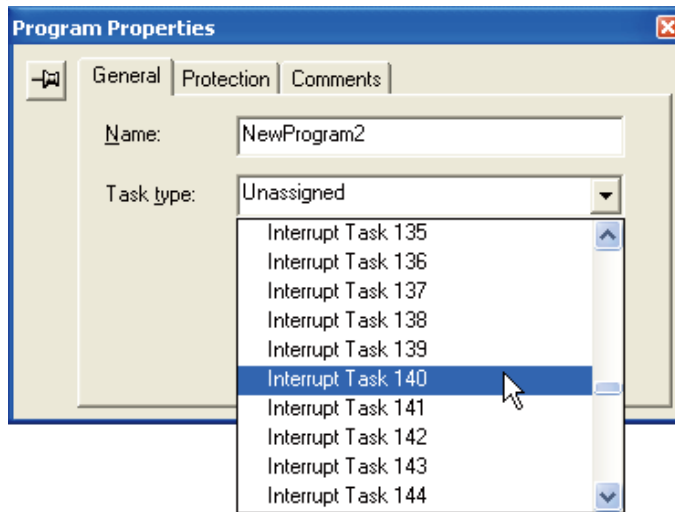 Program Properties
General Protection Comments
Name: NewProgram2
Task type: Unassigned
Interrupt Task 135
Interrupt Task 136
Interrupt Task 137
Interrupt Task 138
Interrupt Task 139
Interrupt Task 140
Interrupt Task 141
Interrupt Task 142
Interrupt Task 143
Interrupt Task 144